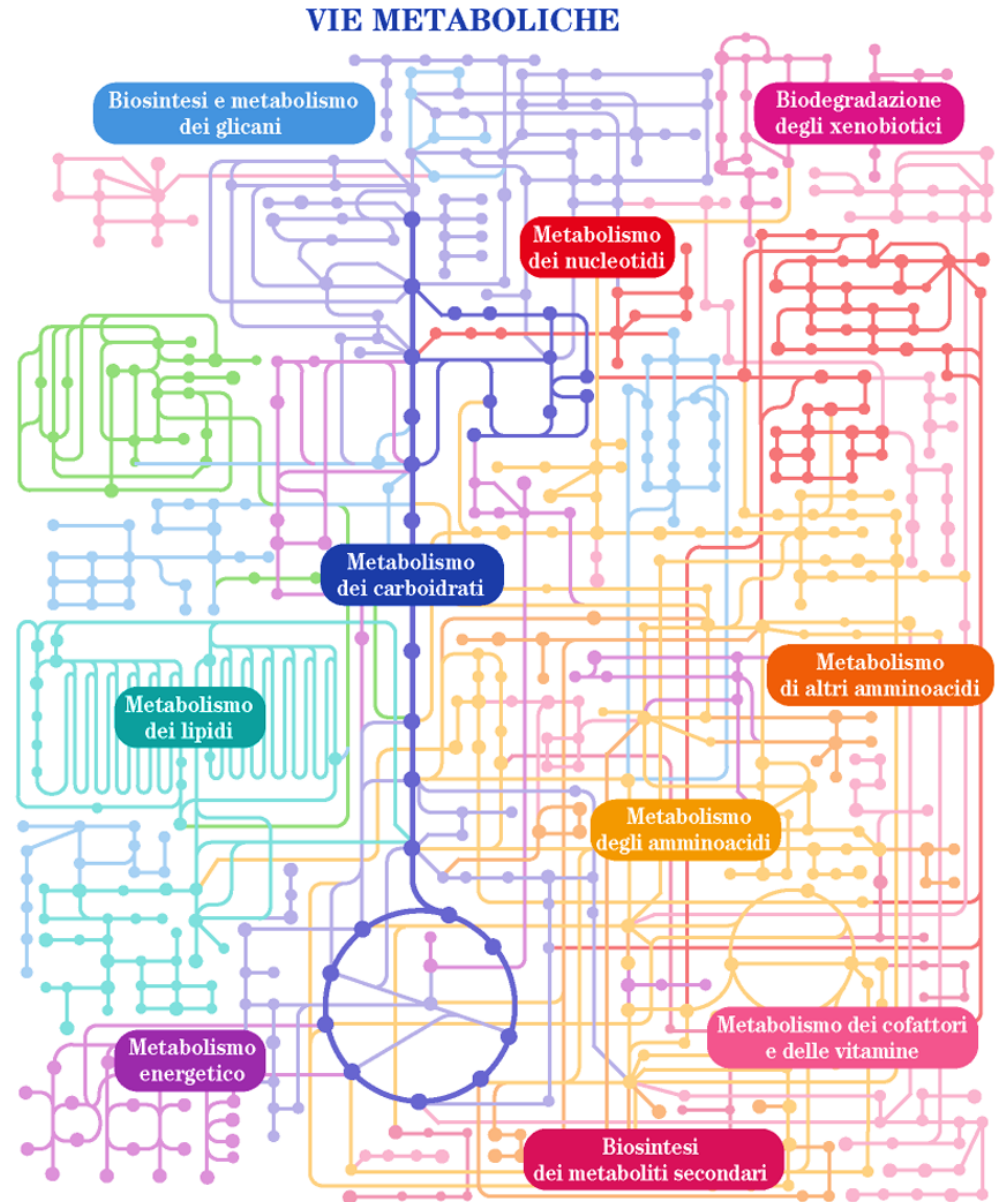 VIE METABOLICHE
Biosintesi e metabolismo
dei glicani
Biodegradazione
degli xenobiotici
Metabolismo
dei nucleotidi
Metabolismo
dei carboidrati
Metabolismo
di altri amminoacidi
Metabolismo
dei lipidi
Metabolismo
degli amminoacidi
Metabolismo dei cofattori
e delle vitamine
Metabolismo
energetico
Biosintesi
dei metaboliti secondari